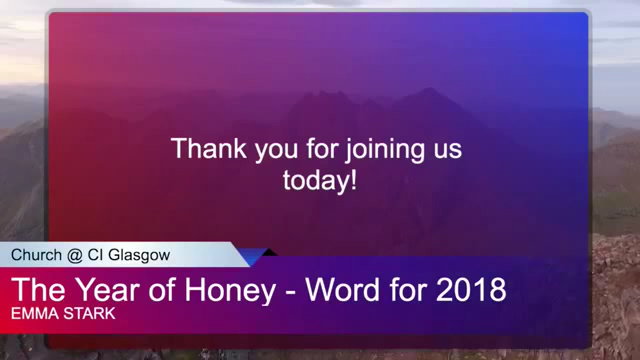 Thank you for joining us
today!
Church @ CI Glasgow
The Year of Honey - Word for 2018
EMMA STARK